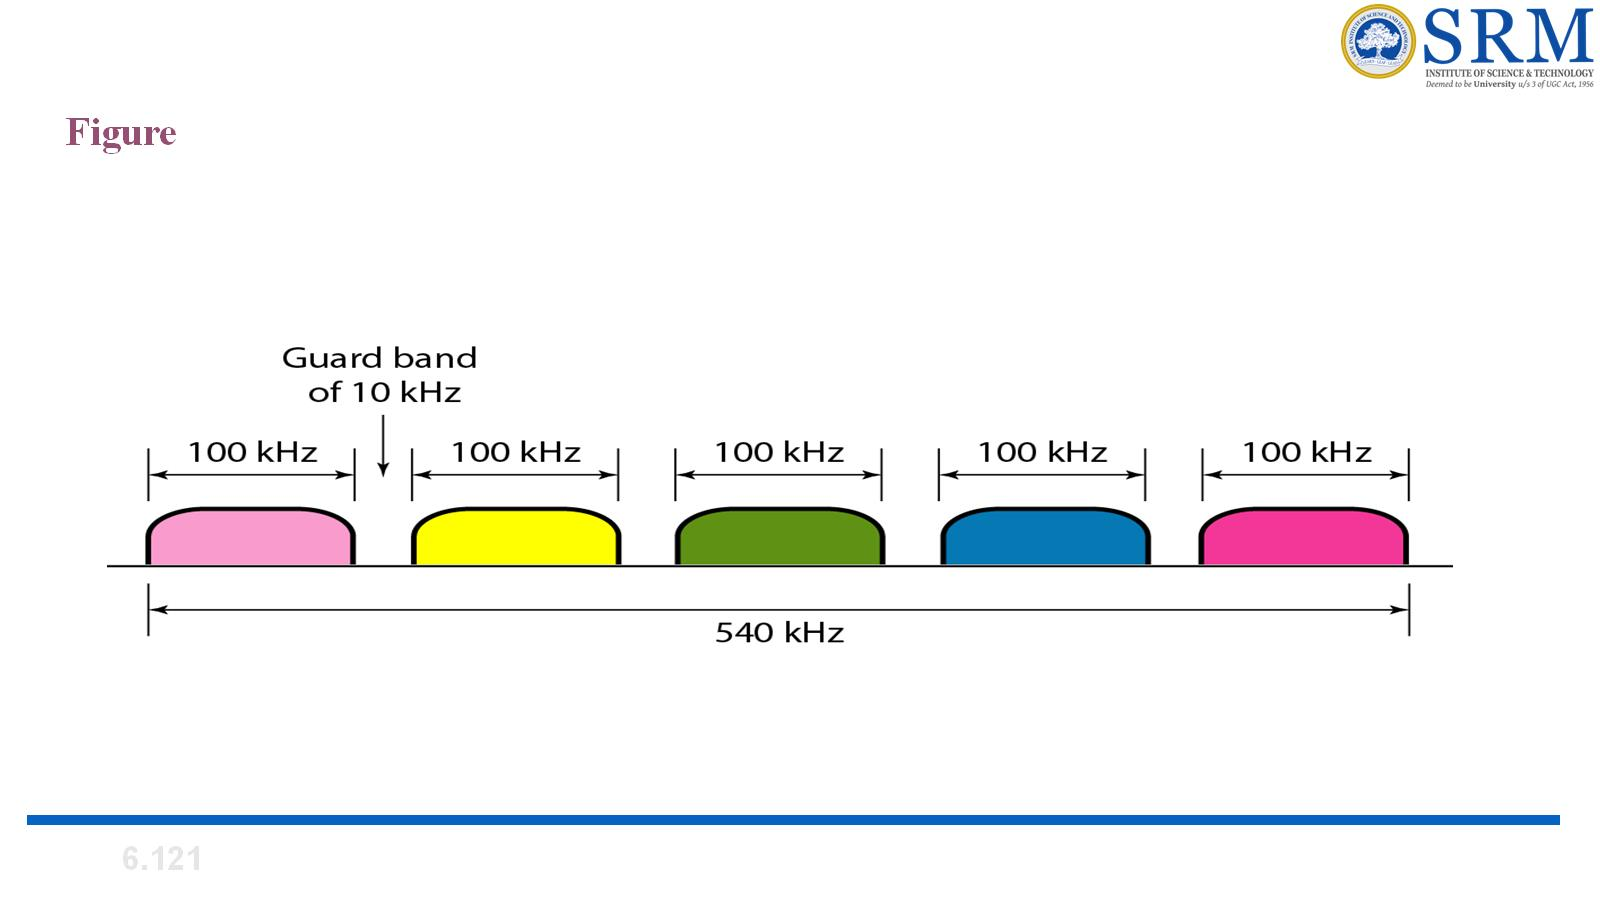 SRM
INSTITUTE OF SCIENCE & TECHNOLOGY
Deemed to be University u/s 3 of UGC Act, 1956
Figure
Guard band
of 10 kHz
100 kHz
100 kHz
100 kHz
100 kHz
100 kHz
540 kHz
6.121